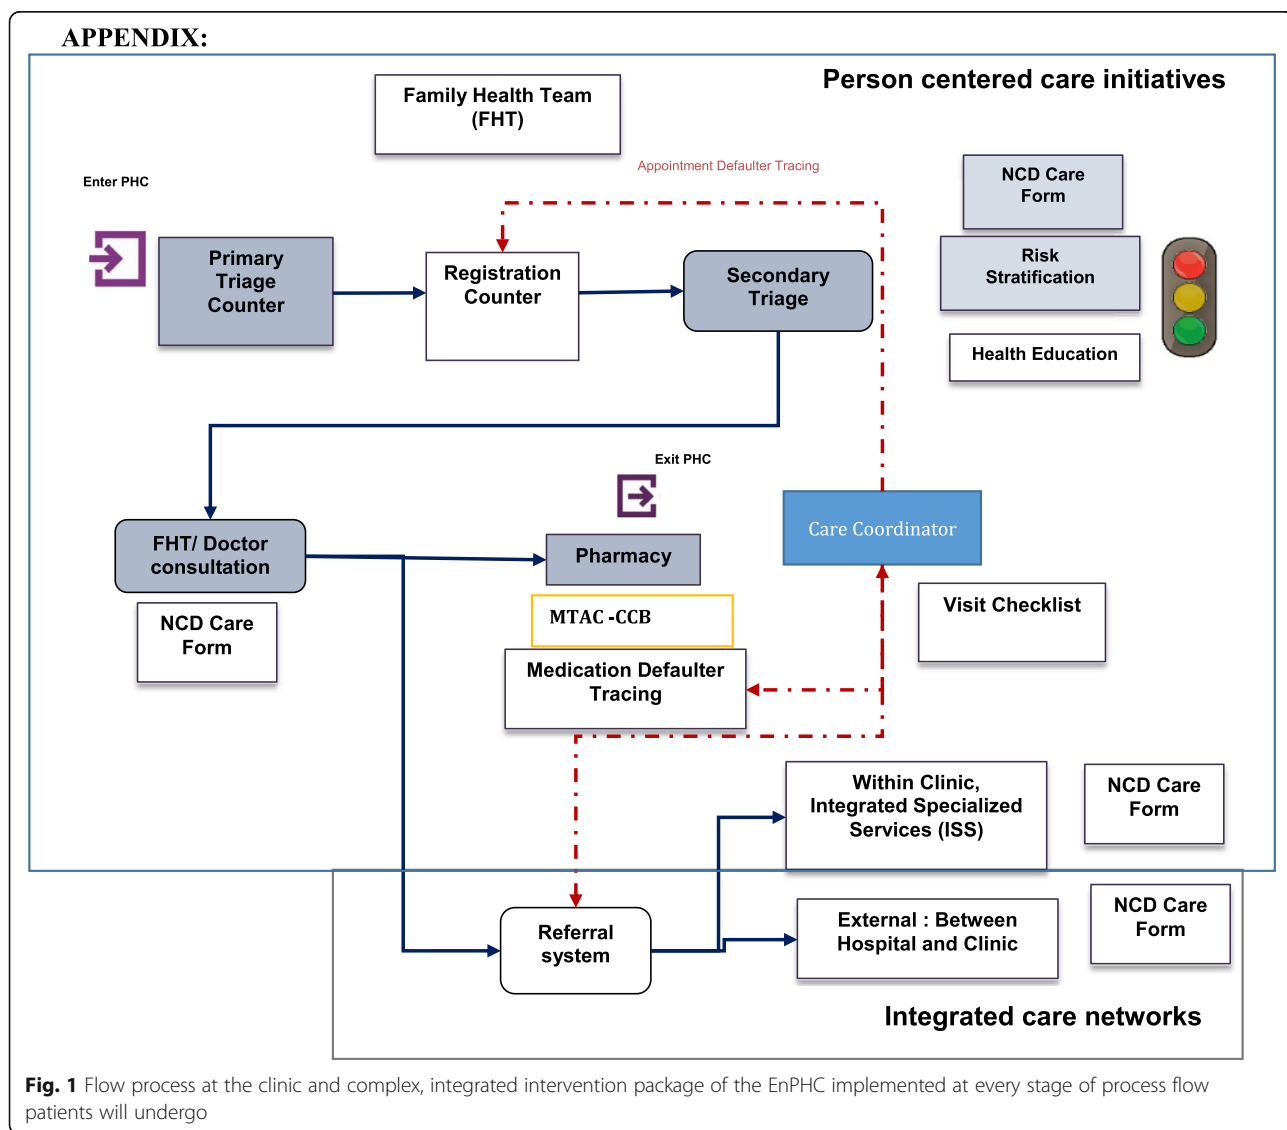 APPENDIX:
Person centered care initiatives
Family Health Team
(FHT)
Appointment Defaulter Tracing
NCD Care
Form
Enter PHC
Primary
Triage
Counter
Registration
Counter
Secondary
Triage
Risk
Stratification
Health Education
Exit PHC
FHT/ Doctor
consultation
Pharmacy
Care Coordinator
NCD Care
Form
MTAC -CCB
Visit Checklist
Medication Defaulter
Tracing
Within Clinic,
Integrated Specialized
Services (ISS)
NCD Care
Form
Referral
system
External : Between
Hospital and Clinic
NCD Care
Form
Integrated care networks
Fig. 1 Flow process at the clinic and complex, integrated intervention package of the EnPHC implemented at every stage of process flow
patients will undergo